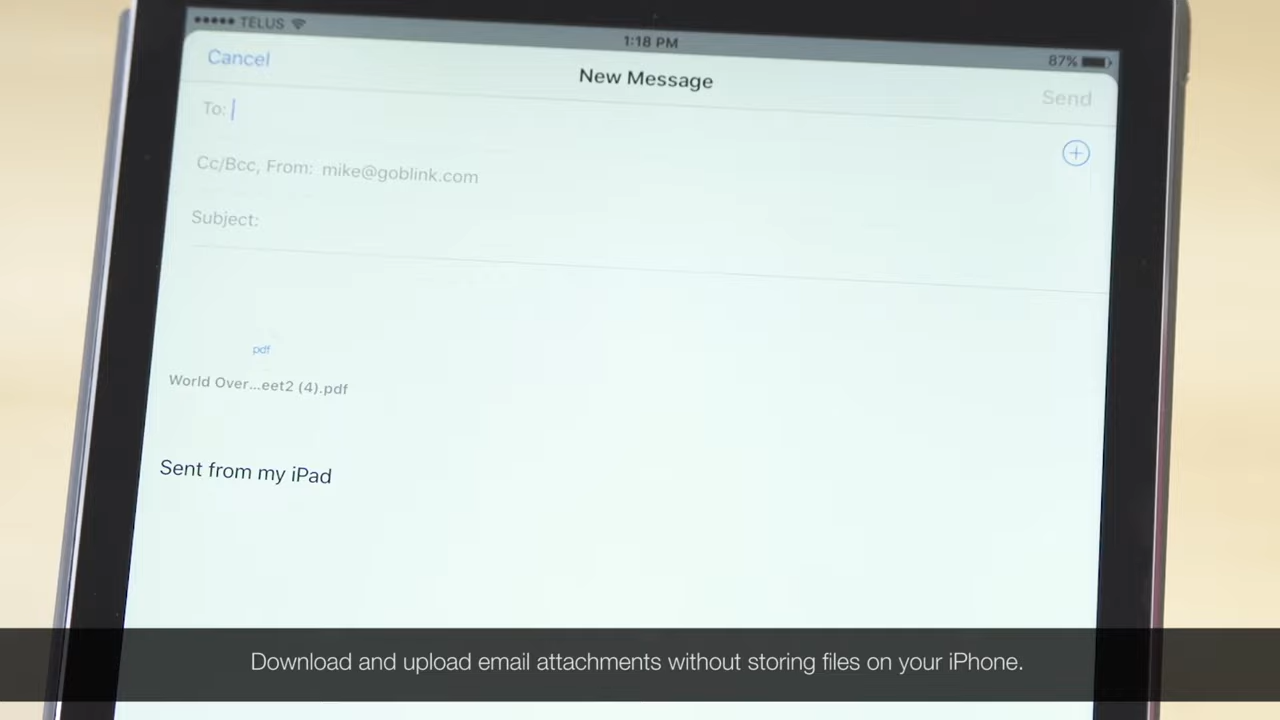 TELUS
1:18 PM
87%
Cancel
New Message
Send
To:
Cc/Bcc, From: mike@goblink.com
Subject:
pdf
World Over...eet2 (4).pdf
Sent from my iPad
Download and upload email attachments without storing files on your iPhone.